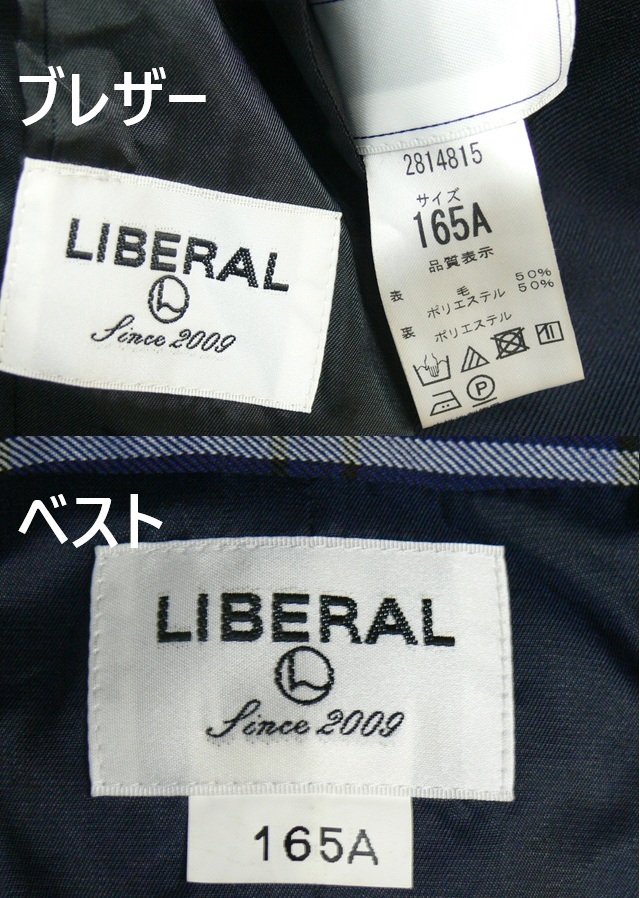 ブレザー
LIBERAL
L
Since 2009
2814815
サイズ
165A
品質表示
表 毛 50%
ポリエステル 50%
裏 ポリエステル
P
ベスト
LIBERAL
L
Since 2009
165A